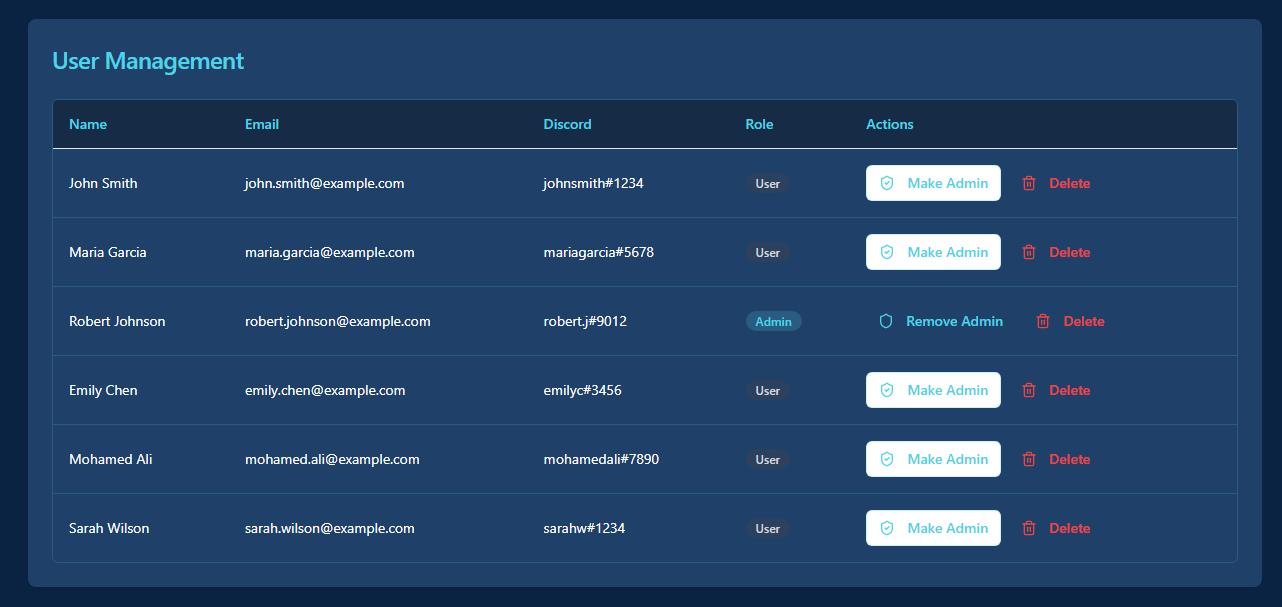 User Management
Name Email Discord Role Actions
John Smith john.smith@example.com johnsmith#1234 User Make Admin Delete
Maria Garcia maria.garcia@example.com mariagarcia#5678 User Make Admin Delete
Robert Johnson robert.johnson@example.com robert.j#9012 Admin Remove Admin Delete
Emily Chen emily.chen@example.com emilyc#3456 User Make Admin Delete
Mohamed Ali mohamed.ali@example.com mohamedali#7890 User Make Admin Delete
Sarah Wilson sarah.wilson@example.com sarahw#1234 User Make Admin Delete